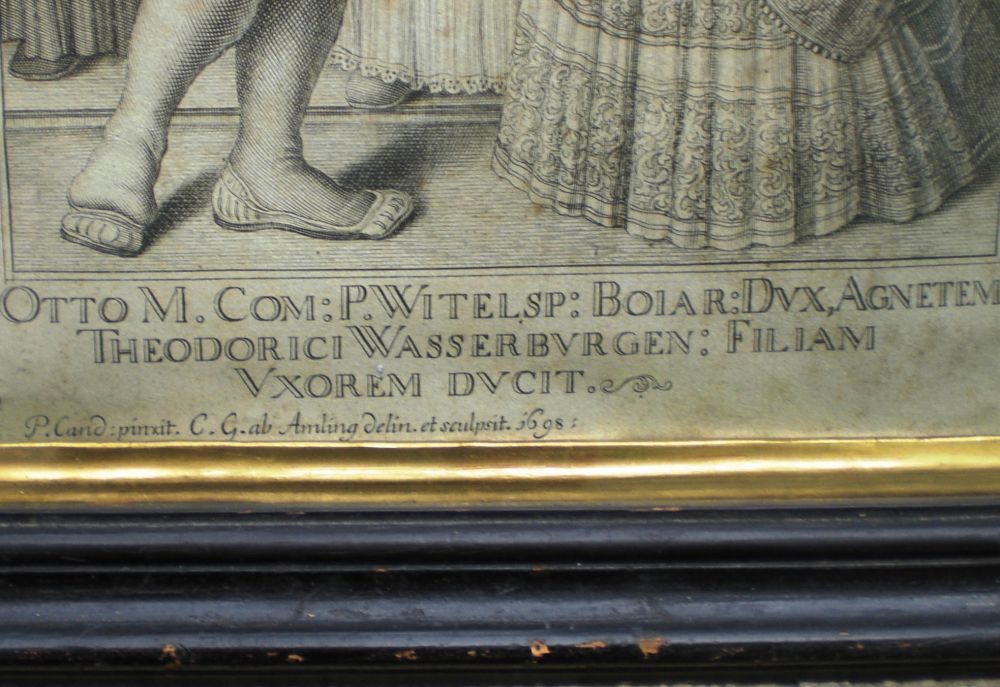 OTTO M. COM: P. WITELSP: BOIAR: DVX, AGNETEM
THEODORICI WASSERBVRGEN: FILIAM
VXOREM DVCIT.
P. Cand: pinxit. C. G. ab Amling delin. et sculpsit. 1698: